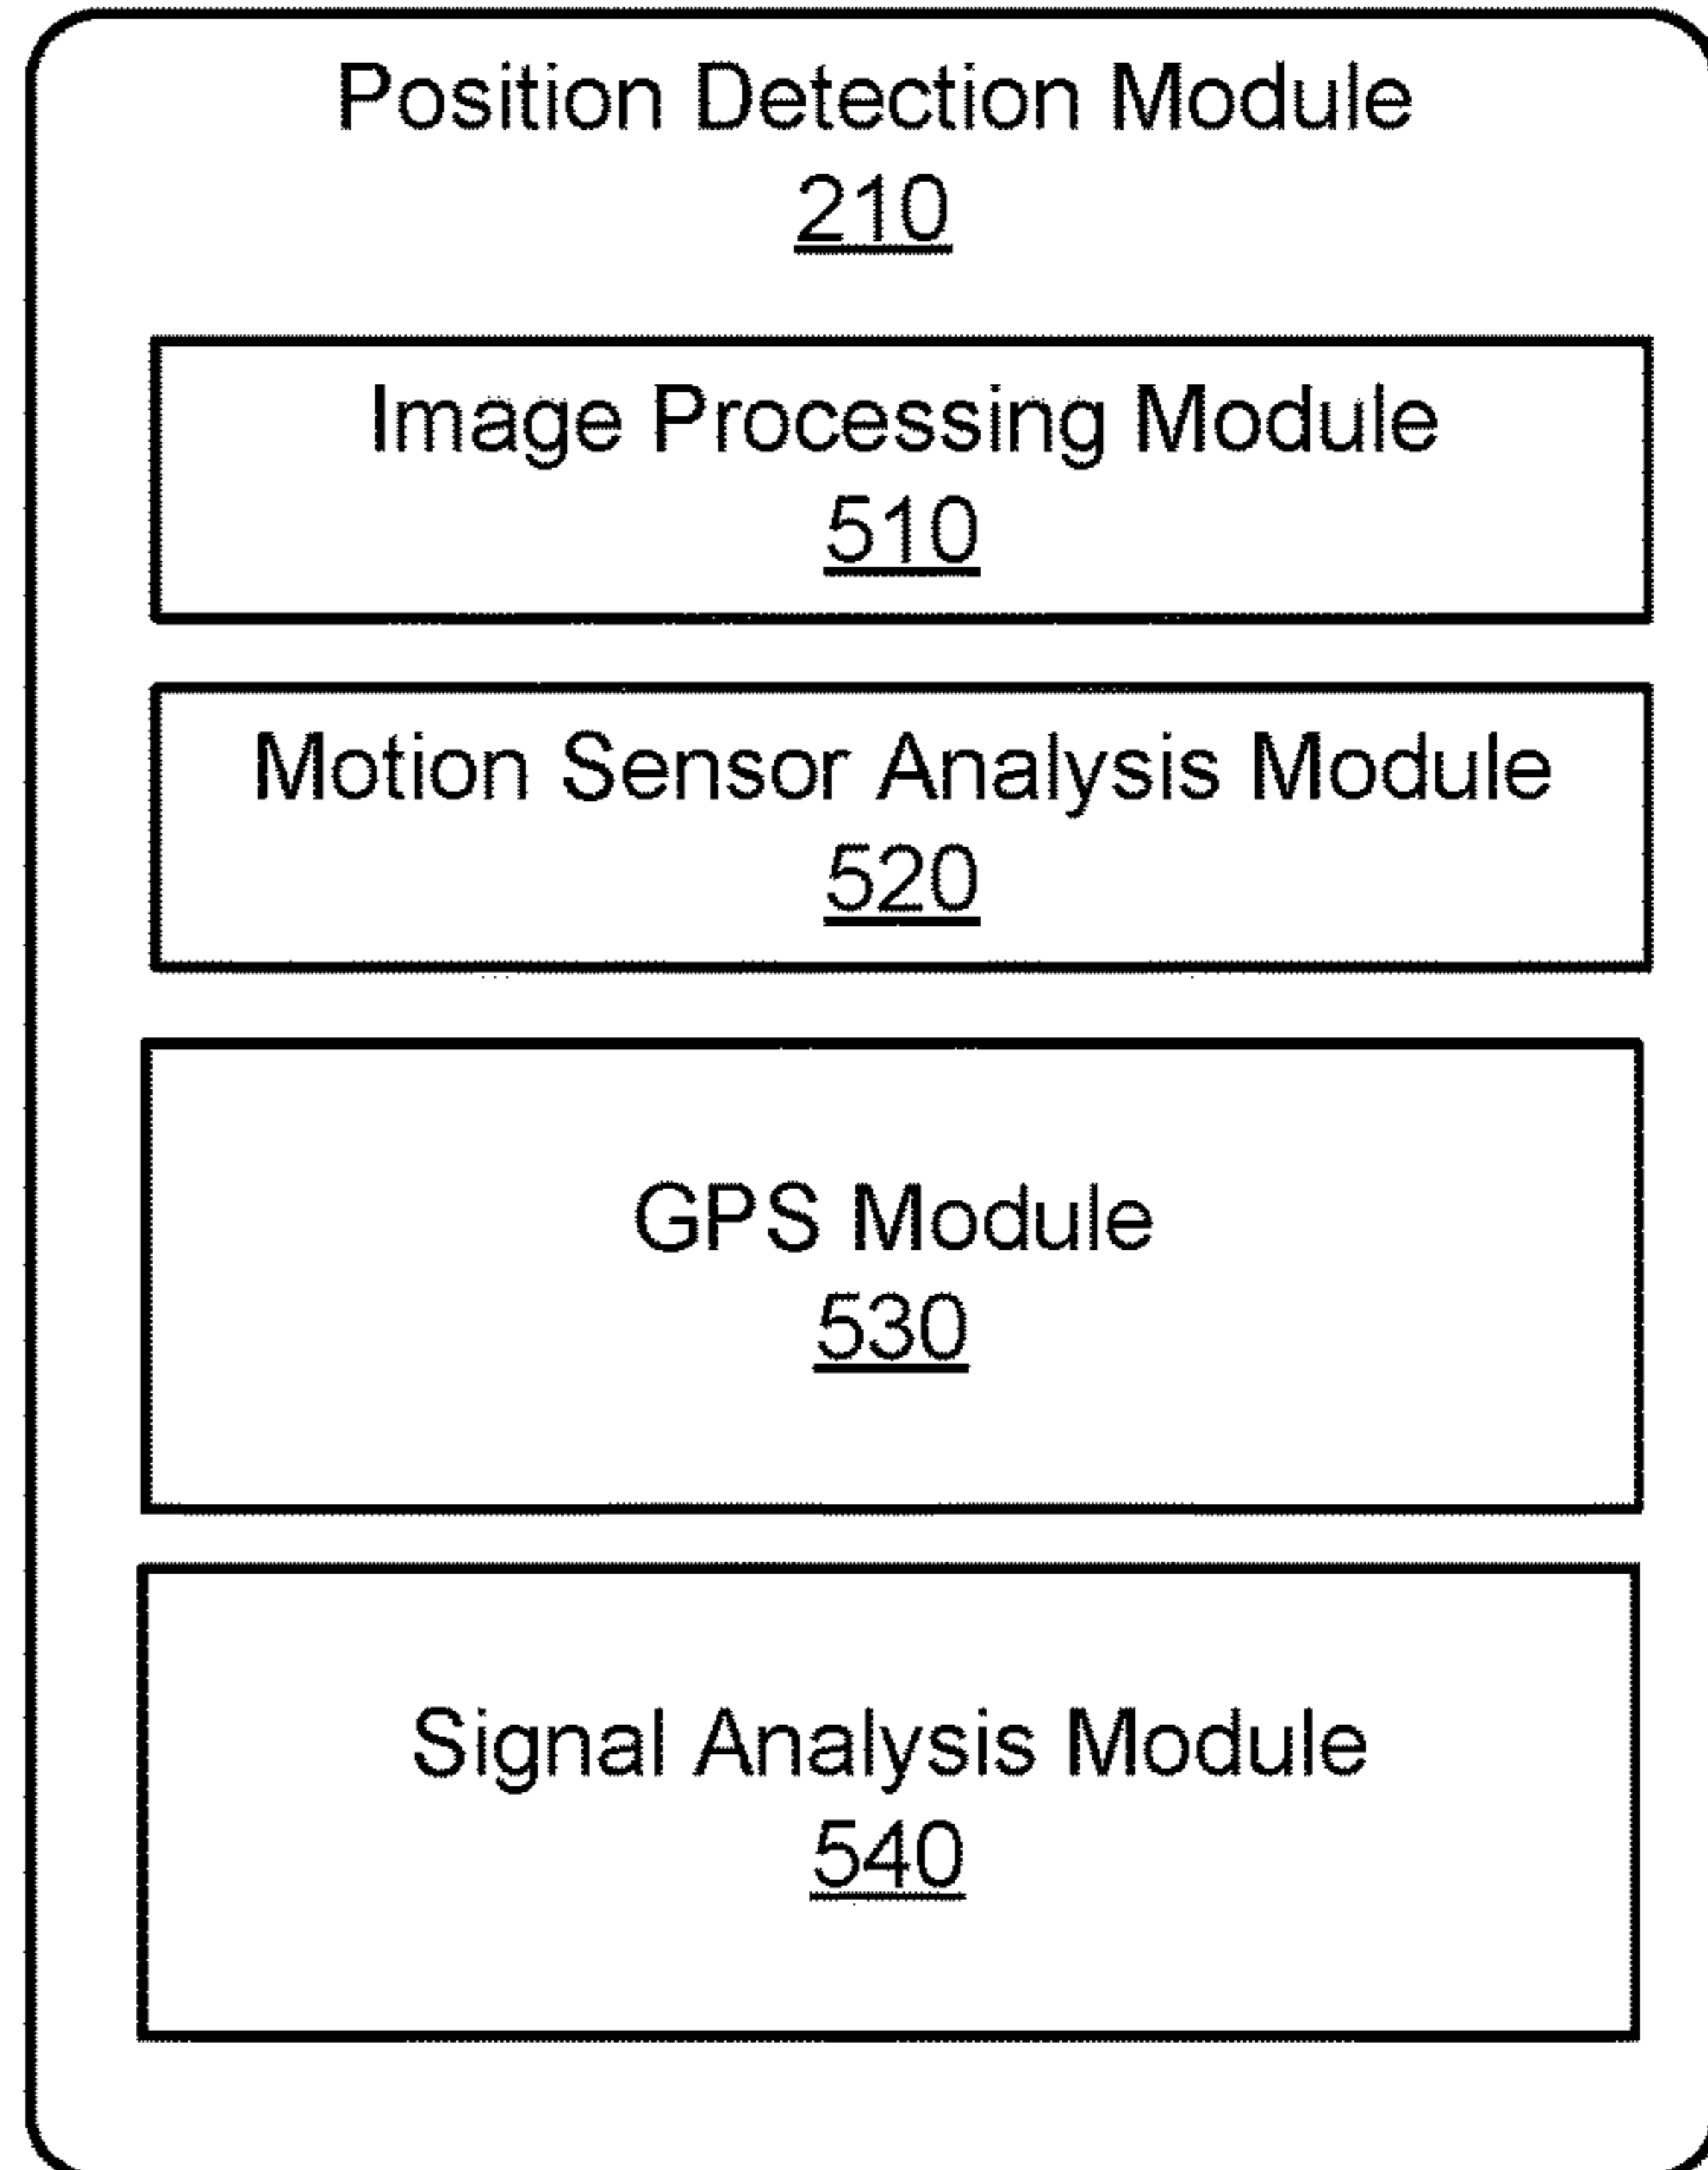 Position Detection Module
210
Image Processing Module
510
Motion Sensor Analysis Module
520
GPS Module
530
Signal Analysis Module
540